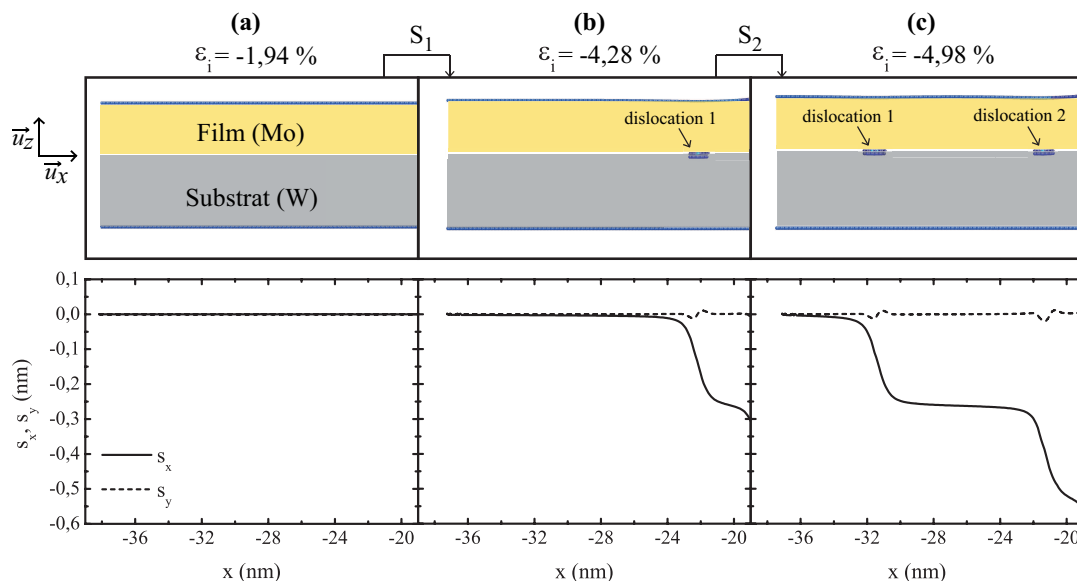 (a) (b) (c)
εi = -1,94 % S1 εi = -4,28 % S2 εi = -4,98 %
dislocation 1 dislocation 1 dislocation 2
uz
Film (Mo)
ux
Substrat (W)
0,1
0,0
-0,1
-0,2
-0,3
-0,4
-0,5
-0,6
sx, sy (nm)
sx
sy
-36 -32 -28 -24 -20 -36 -32 -28 -24 -20 -36 -32 -28 -24 -20
x (nm) x (nm) x (nm)